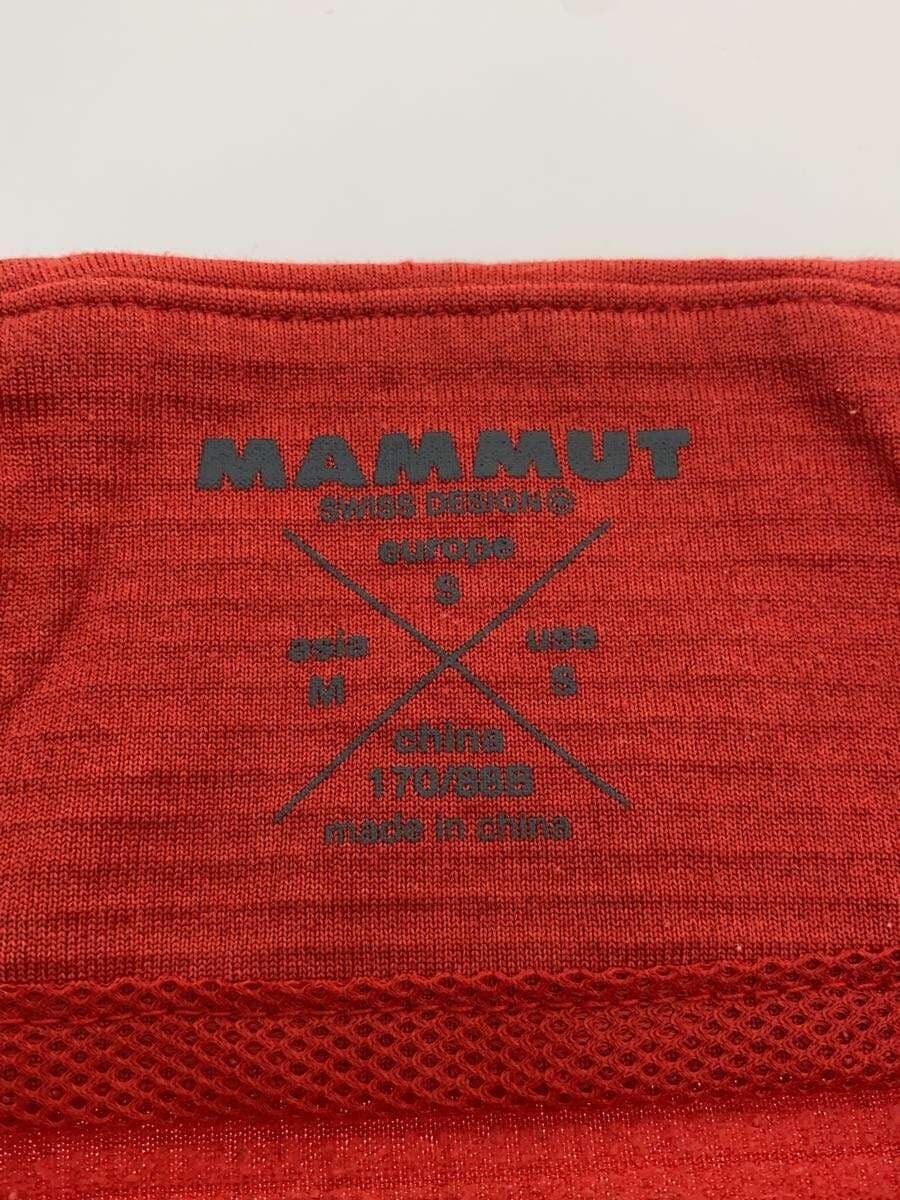 MAMMUT
SWISS DESIGN
europe
S
asia
M
usa
S
china
170/88B
made in china